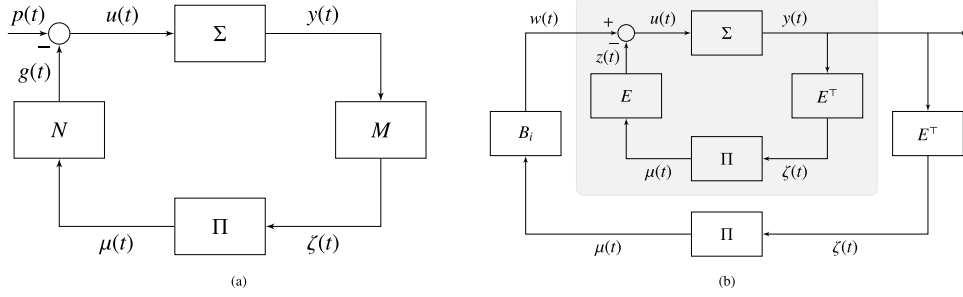 p(t)
u(t)
Σ
y(t)
−
g(t)
N
M
Π
μ(t)
ζ(t)
(a)
w(t)
+
u(t)
Σ
y(t)
−
z(t)
E
E⊤
B_i
E⊤
Π
μ(t)
ζ(t)
Π
μ(t)
ζ(t)
(b)